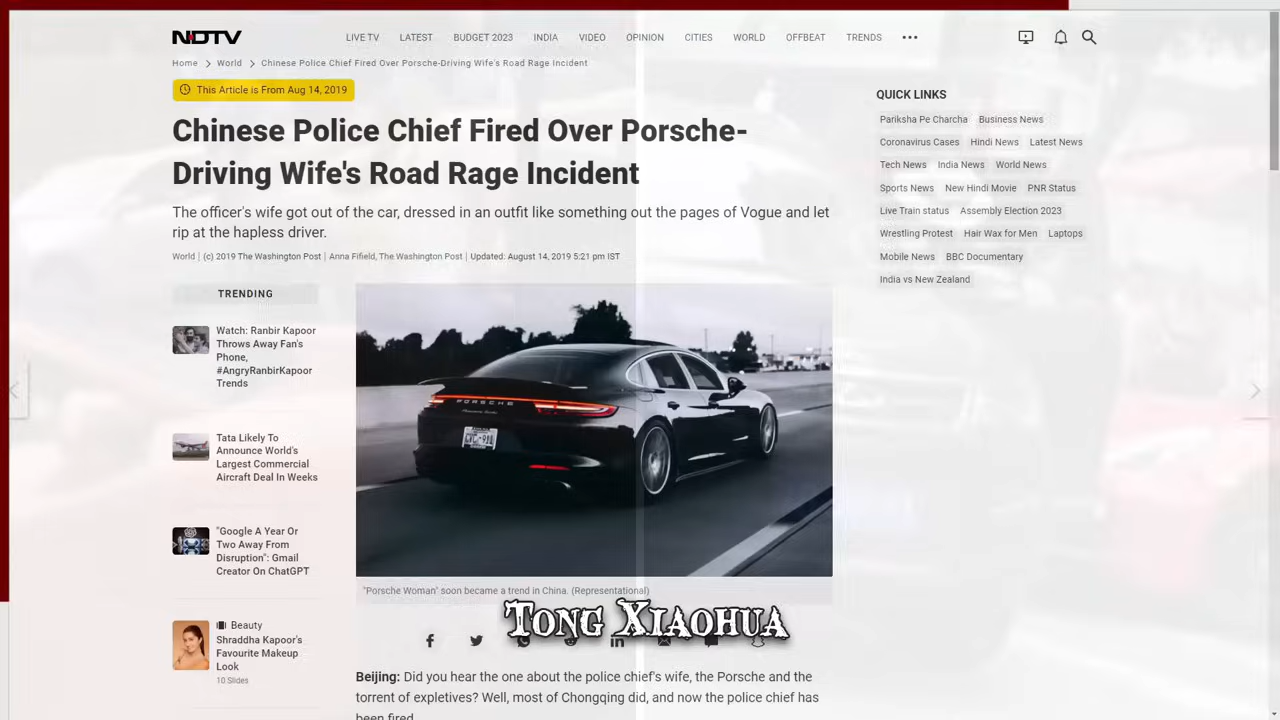 NDTV
LIVE TV LATEST BUDGET 2023 INDIA VIDEO OPINION CITIES WORLD OFFBEAT TRENDS
Home > World > Chinese Police Chief Fired Over Porsche-Driving Wife's Road Rage Incident
This Article is From Aug 14, 2019
Chinese Police Chief Fired Over Porsche-
Driving Wife's Road Rage Incident
The officer's wife got out of the car, dressed in an outfit like something out the pages of Vogue and let
rip at the hapless driver.
World | (c) 2019 The Washington Post | Anna Fifield, The Washington Post | Updated: August 14, 2019 5:21 pm IST
TRENDING
Watch: Ranbir Kapoor
Throws Away Fan's
Phone,
#AngryRanbirKapoor
Trends
Tata Likely To
Announce World's
Largest Commercial
Aircraft Deal In Weeks
"Google A Year Or
Two Away From
Disruption": Gmail
Creator On ChatGPT
Beauty
Shraddha Kapoor's
Favourite Makeup
Look
10 Slides
PORSCHE
"Porsche Woman" soon became a trend in China. (Representational)
Tong Xiaohua
Beijing: Did you hear the one about the police chief's wife, the Porsche and the
torrent of expletives? Well, most of Chongqing did, and now the police chief has
been fired.
QUICK LINKS
Pariksha Pe Charcha Business News
Coronavirus Cases Hindi News Latest News
Tech News India News World News
Sports News New Hindi Movie PNR Status
Live Train status Assembly Election 2023
Wrestling Protest Hair Wax for Men Laptops
Mobile News BBC Documentary
India vs New Zealand